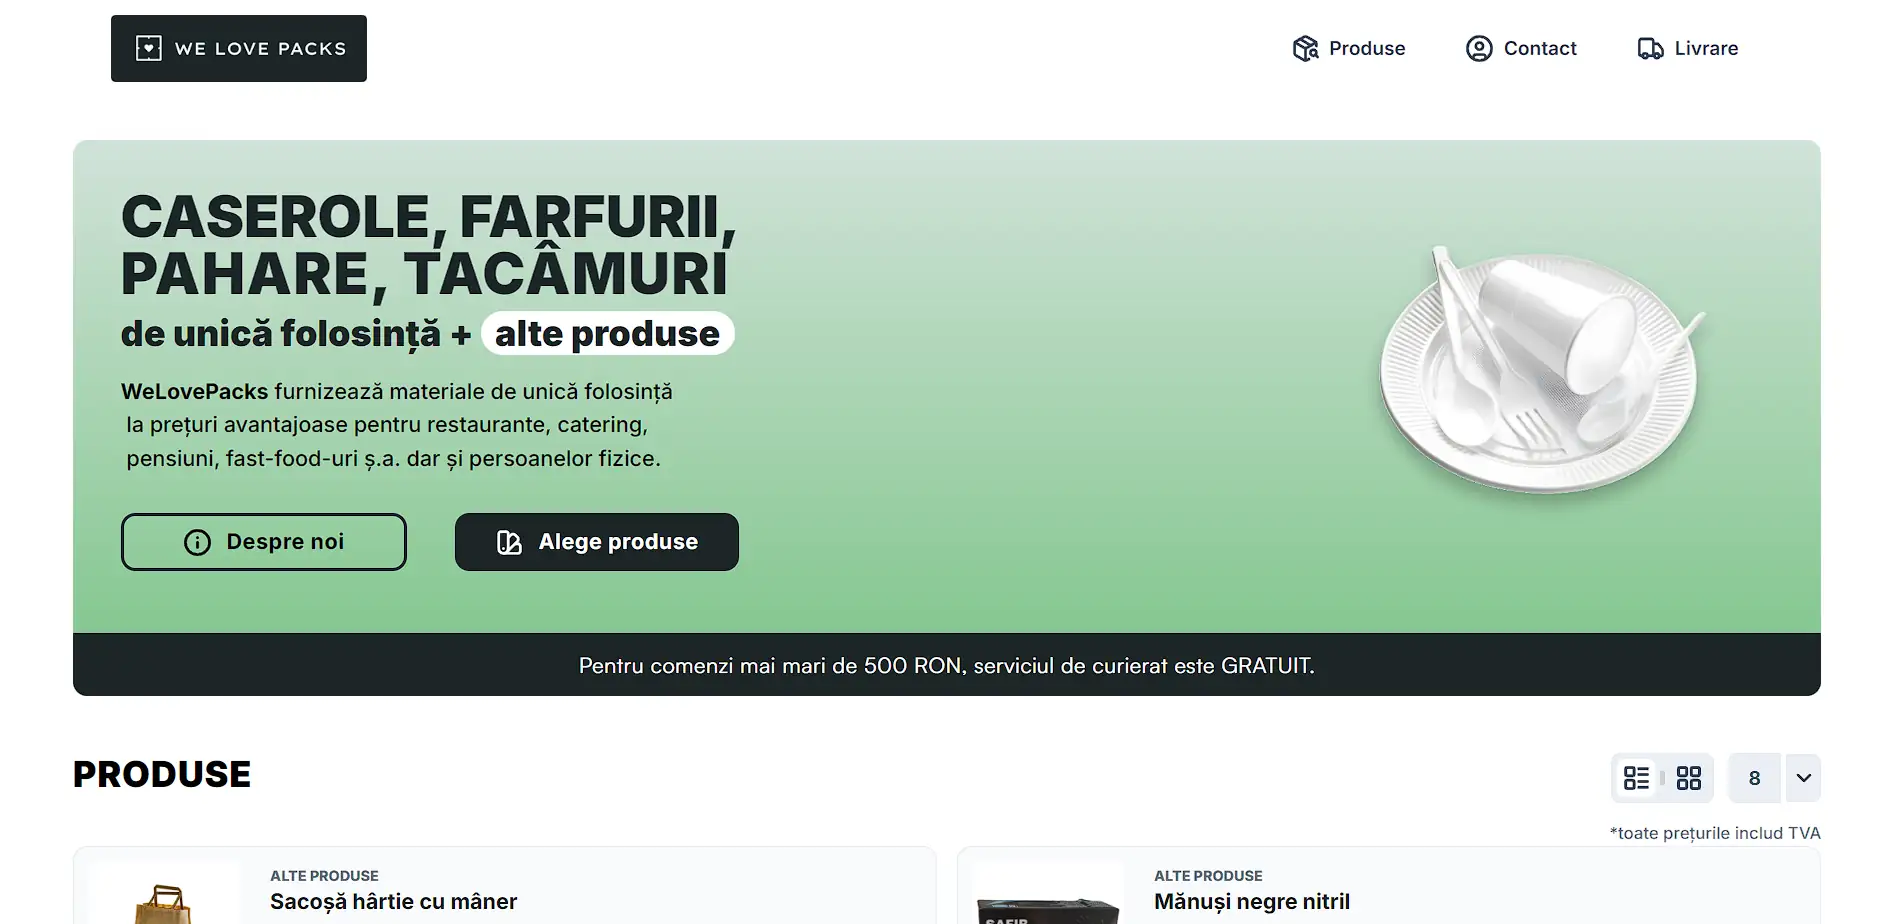 WE LOVE PACKS
Produse
Contact
Livrare
CASEROLE, FARFURII,
PAHARE, TACÂMURI
de unică folosință + alte produse
WeLovePacks furnizează materiale de unică folosință
la prețuri avantajoase pentru restaurante, catering,
pensiuni, fast-food-uri ș.a. dar și persoanelor fizice.
Despre noi
Alege produse
Pentru comenzi mai mari de 500 RON, serviciul de curierat este GRATUIT.
PRODUSE
8
*toate prețurile includ TVA
ALTE PRODUSE
Sacoșă hârtie cu mâner
ALTE PRODUSE
Mănuși negre nitril
SAFIR